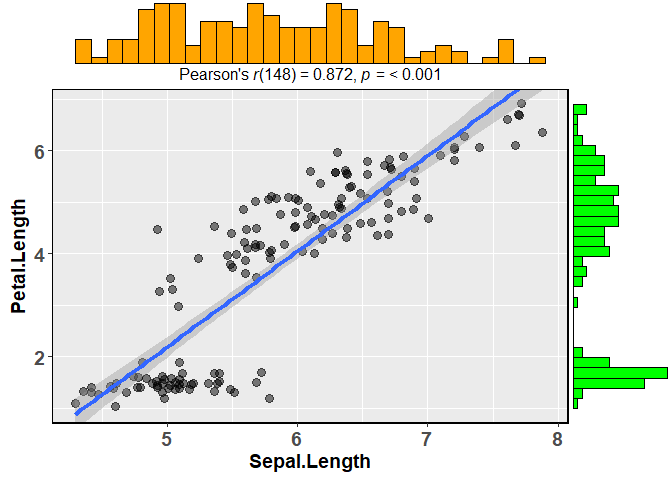 Pearson's r(148) = 0.872, p = < 0.001
6
4
2
Petal.Length
5 6 7 8
Sepal.Length